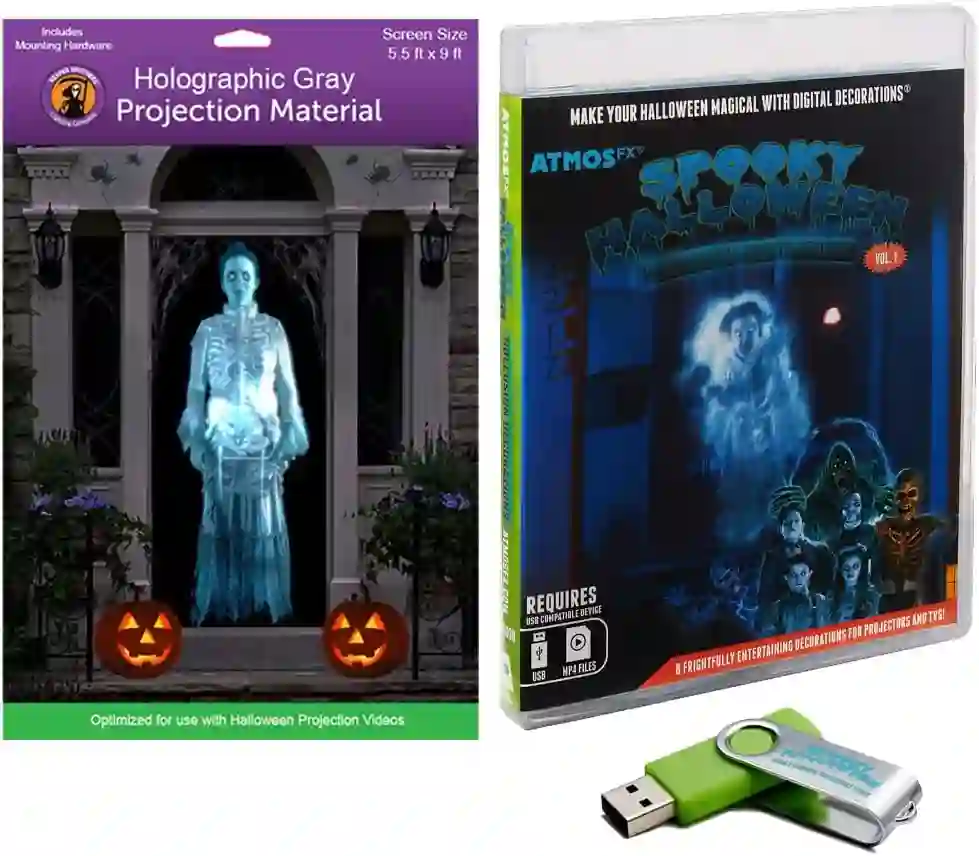 Includes
Mounting Hardware
Screen Size
5.5 ft x 9 ft
Holographic Gray
Projection Material
Optimized for use with Halloween Projection Videos
MAKE YOUR HALLOWEEN MAGICAL WITH DIGITAL DECORATIONS®
ATMOSFX®
SPOOKY
HALLOWEEN
VOL. 1
REQUIRES
USB COMPATIBLE DEVICE
USB
MP4 FILES
8 FRIGHTFULLY ENTERTAINING DECORATIONS FOR PROJECTORS AND TVS!
ATMOSFX